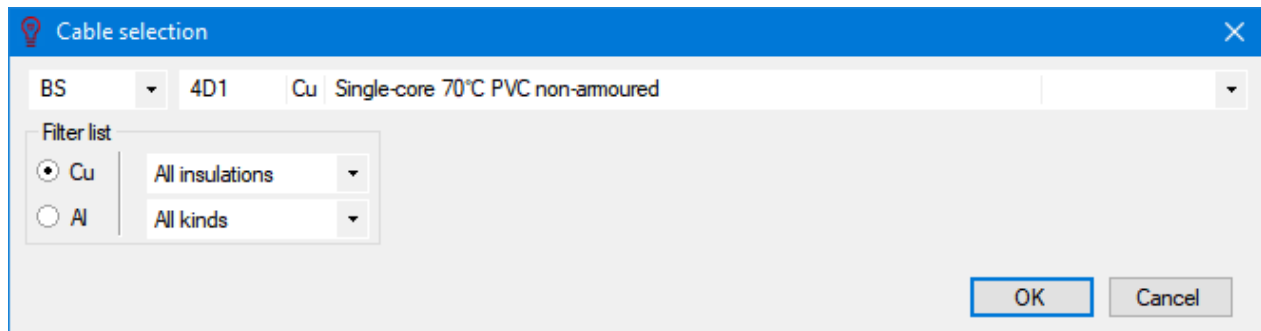 Cable selection
BS 4D1 Cu Single-core 70°C PVC non-armoured
Filter list
Cu All insulations
Al All kinds
OK Cancel